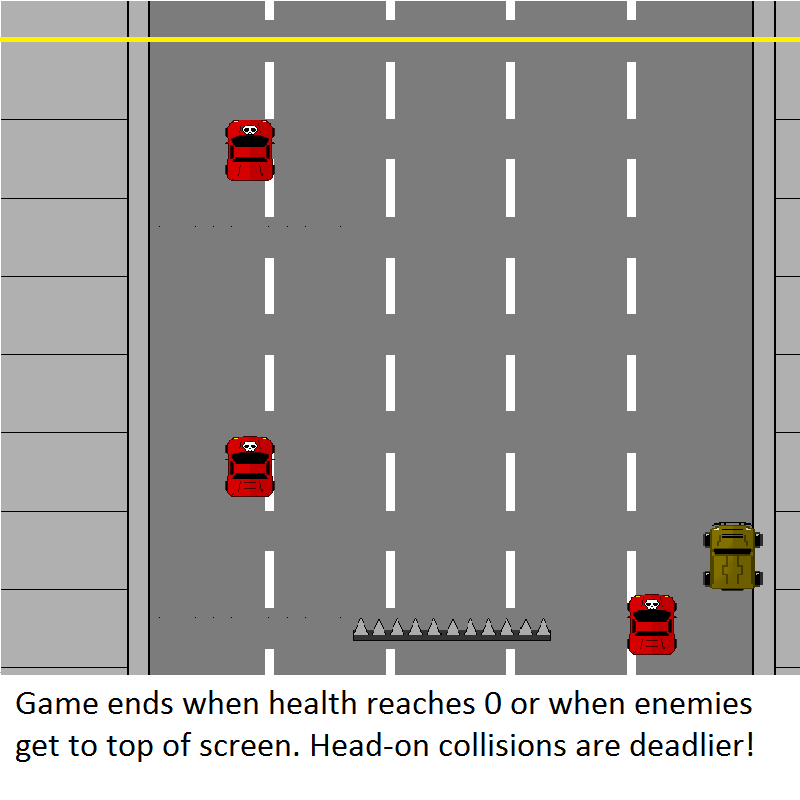 Game ends when health reaches 0 or when enemies
get to top of screen. Head-on collisions are deadlier!